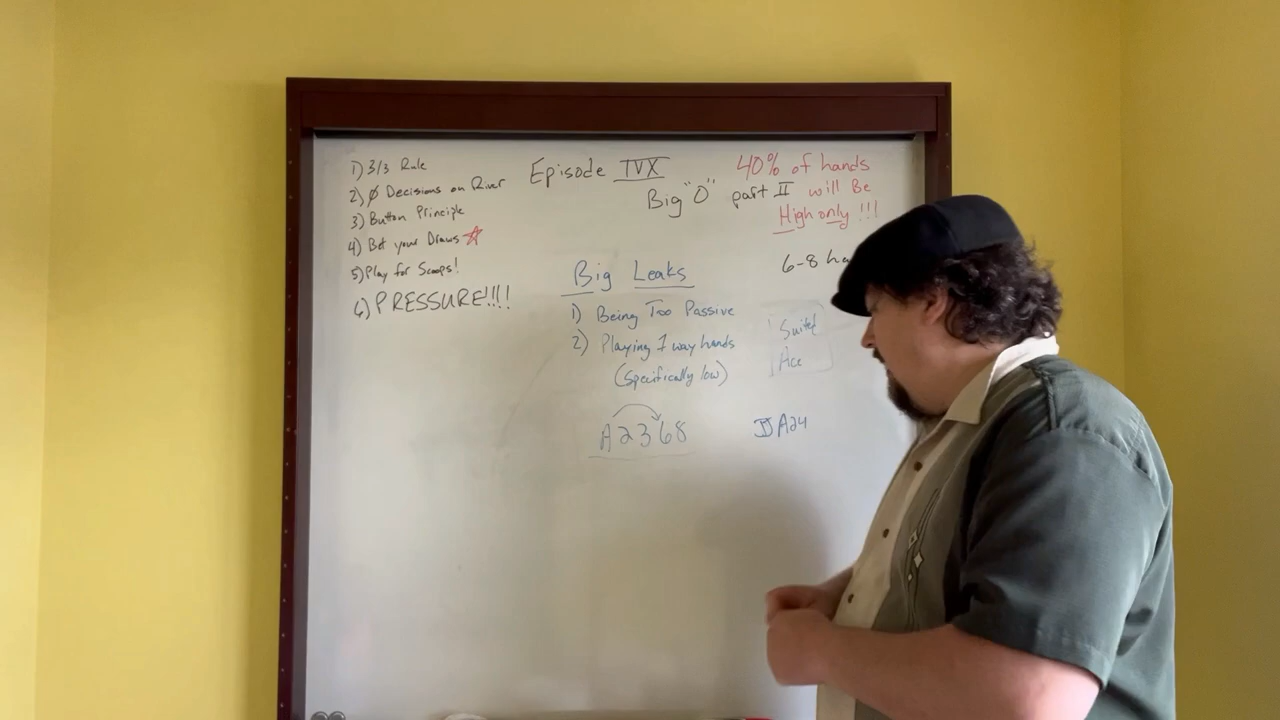 1) 3/3 Rule
2) Ø Decisions on River
3) Button Principle
4) Bet your Draws ☆
5) Play for Scoops!
6) PRESSURE!!!!
Episode IVX
Big "O" part II
40% of hands
will Be
High only !!!
6-8 ha
Big Leaks
1) Being Too Passive
2) Playing 1 way hands
(specifically low)
Suited
Ace
A2368
JJA24